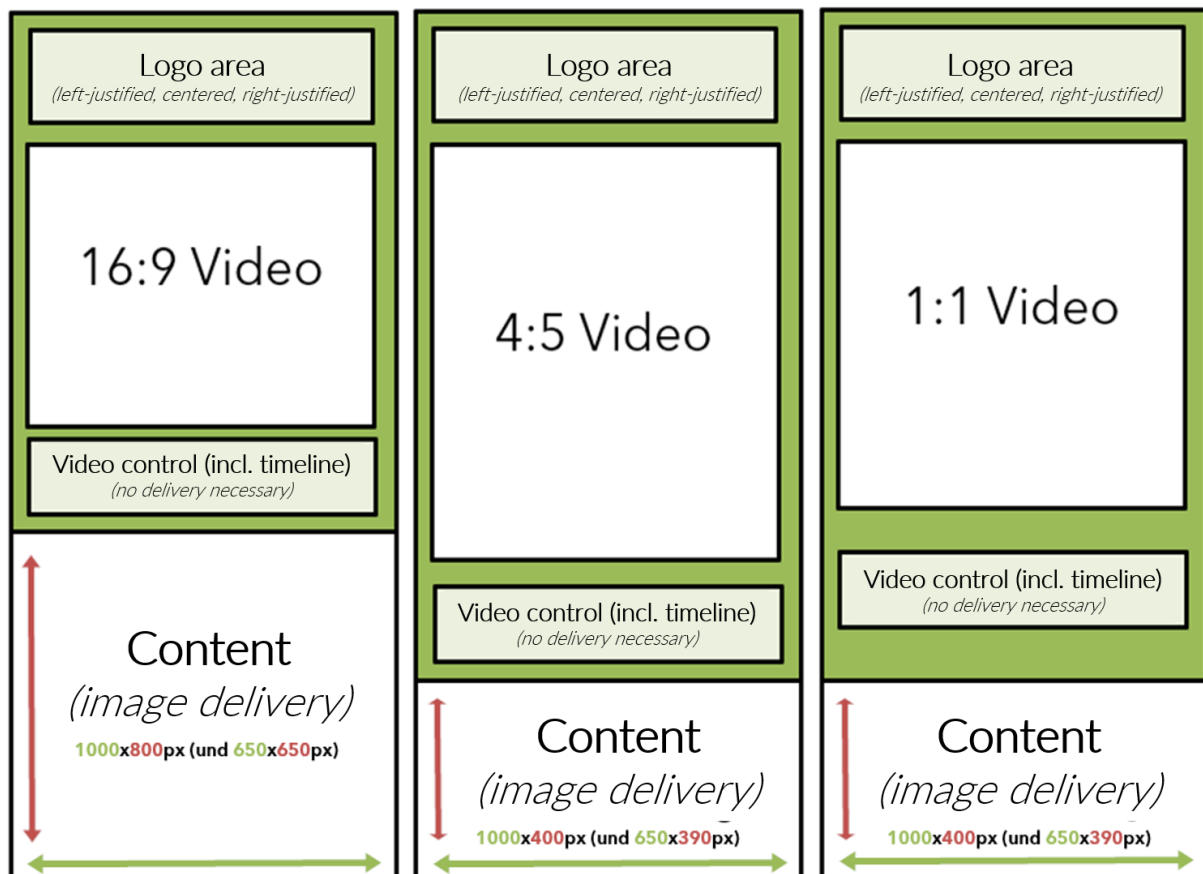 Logo area
(left-justified, centered, right-justified)
16:9 Video
Video control (incl. timeline)
(no delivery necessary)
Content
(image delivery)
1000x800px (und 650x650px)
Logo area
(left-justified, centered, right-justified)
4:5 Video
Video control (incl. timeline)
(no delivery necessary)
Content
(image delivery)
1000x400px (und 650x390px)
Logo area
(left-justified, centered, right-justified)
1:1 Video
Video control (incl. timeline)
(no delivery necessary)
Content
(image delivery)
1000x400px (und 650x390px)